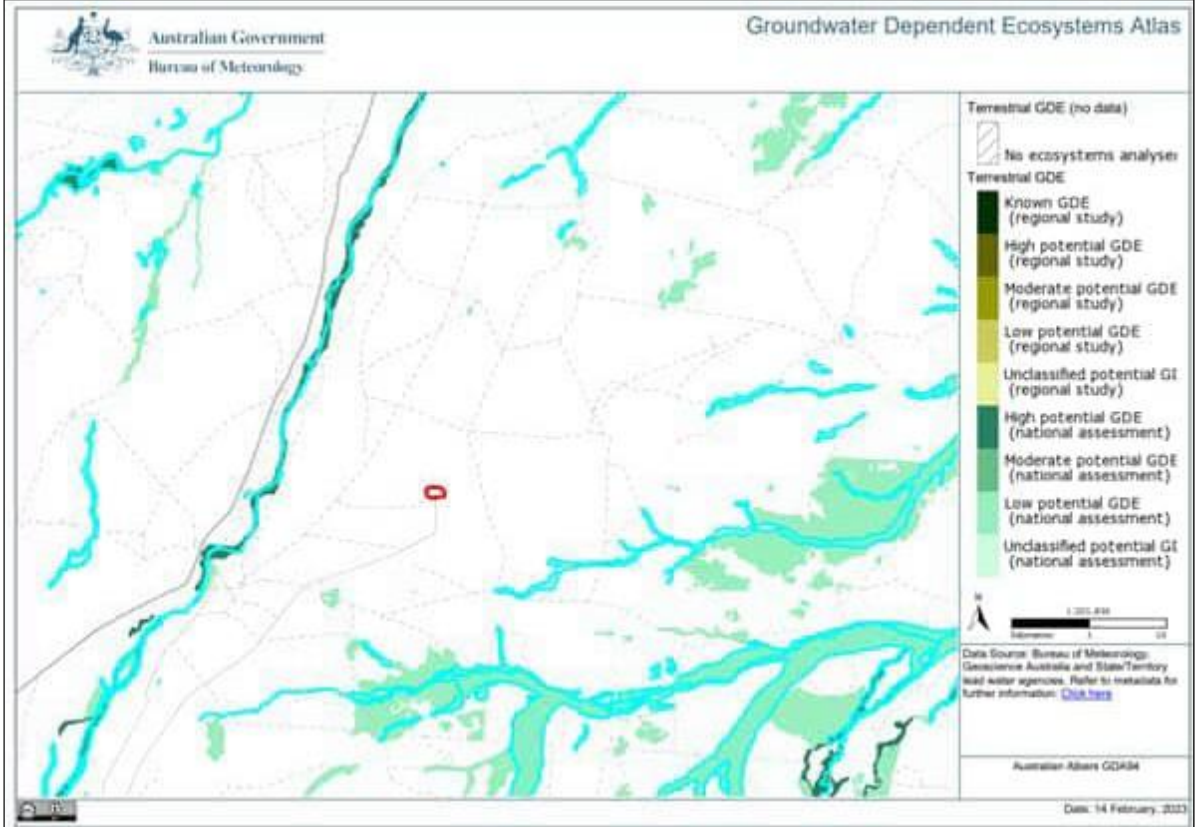 Australian Government
Bureau of Meteorology
Groundwater Dependent Ecosystems Atlas
Terrestrial GDE (no data)
No ecosystems analyse
Terrestrial GDE
Known GDE
(regional study)
High potential GDE
(regional study)
Moderate potential GDE
(regional study)
Low potential GDE
(regional study)
Unclassified potential G
(regional study)
High potential GDE
(national assessment)
Moderate potential GDE
(national assessment)
Low potential GDE
(national assessment)
Unclassified potential G
(national assessment)
N
Data Source: Bureau of Meteorology,
Geoscience Australia and State/Territory
lead water agencies. Refer to metadata for
further information: Click here
Australian Albers GDA94
Date: 14 February, 2023